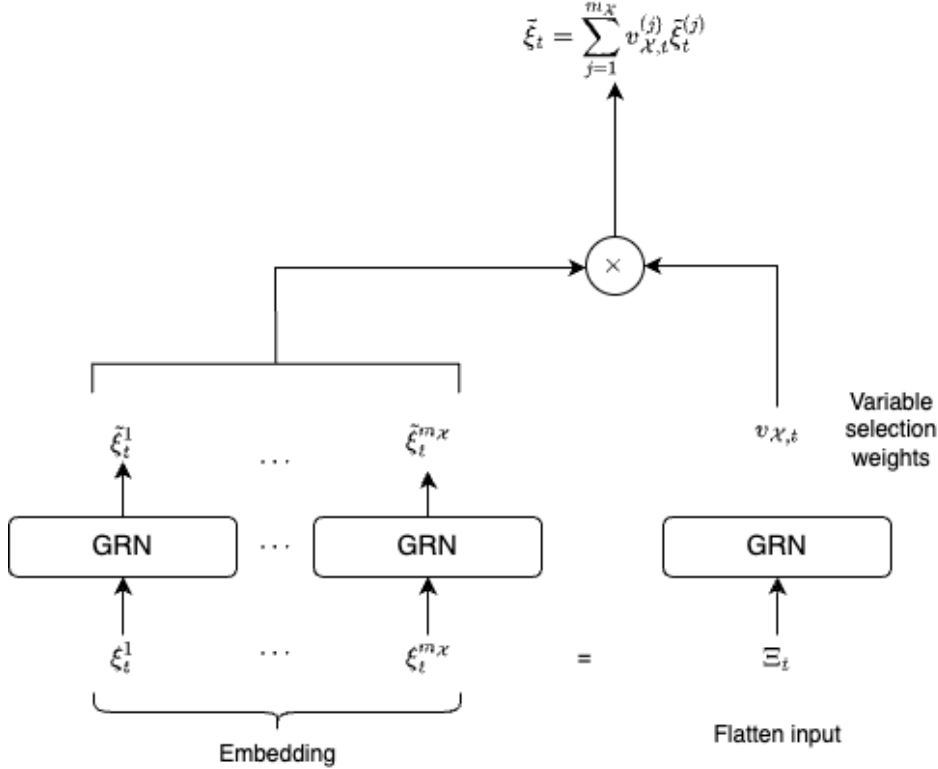 ξ̃_t = ∑_{j=1}^{m_χ} v_{χ,t}^{(j)} ξ̃_t^{(j)}
×
ξ̃_t^1 ... ξ̃_t^{m_χ} v_{χ,t}
Variable
selection
weights
GRN ... GRN GRN
ξ_t^1 ... ξ_t^{m_χ} = Ξ_t
Embedding
Flatten input